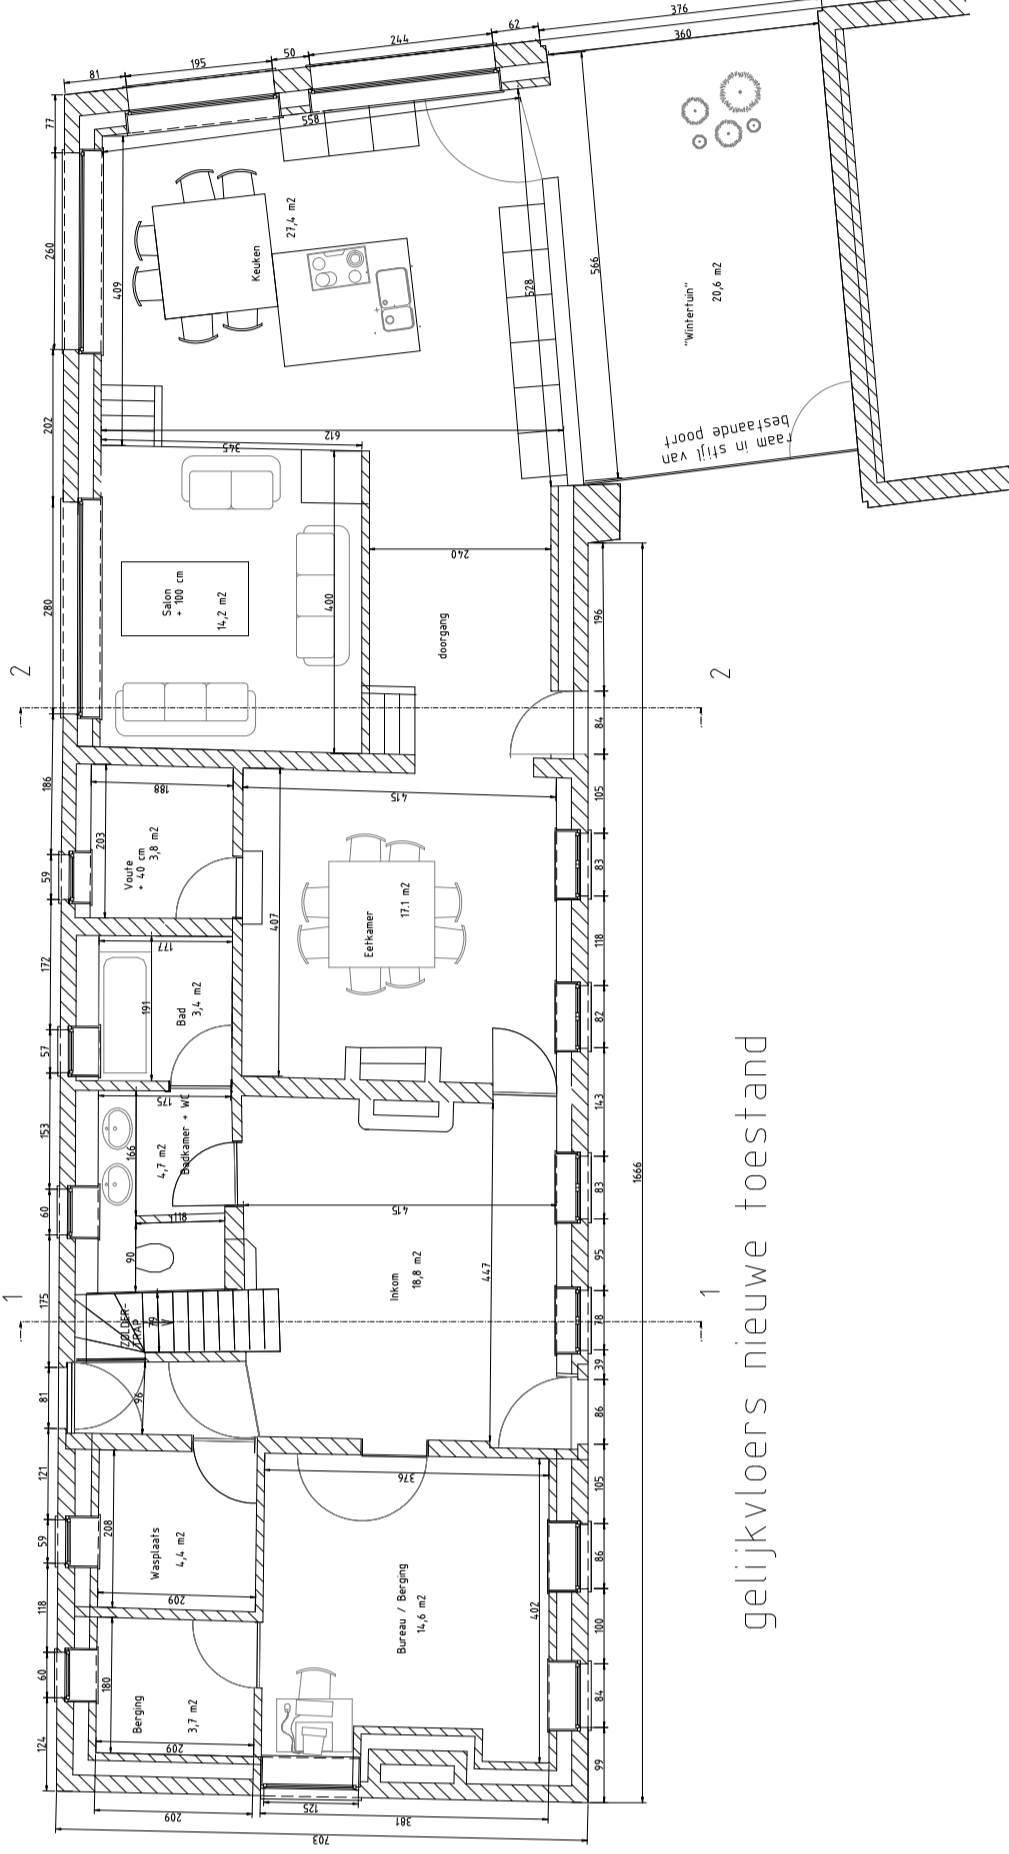 81
195
50
244
62
376
360
77
260
202
280
186
59
172
57
153
60
175
81
121
59
118
60
124
558
409
Keuken
27,4 m2
528
566
"Wintertuin"
20,6 m2
raam in stijl van
bestaande poort
612
345
Salon
+ 100 cm
14,2 m2
400
240
doorgang
196
84
105
83
118
82
143
83
95
78
39
86
105
86
100
84
99
1666
2
2
188
203
Voute
+ 40 cm
3,8 m2
415
407
Eetkamer
17.1 m2
177
191
Bad
3,4 m2
175
166
Badkamer + WC
4,7 m2
118
90
415
447
Inkom
18,8 m2
ZOLDER-
TRAP
79
96
1
1
208
Wasplaats
4,4 m2
209
376
402
Bureau / Berging
14,6 m2
180
Berging
3,7 m2
209
209
125
381
703
gelijkvloers nieuwe toestand